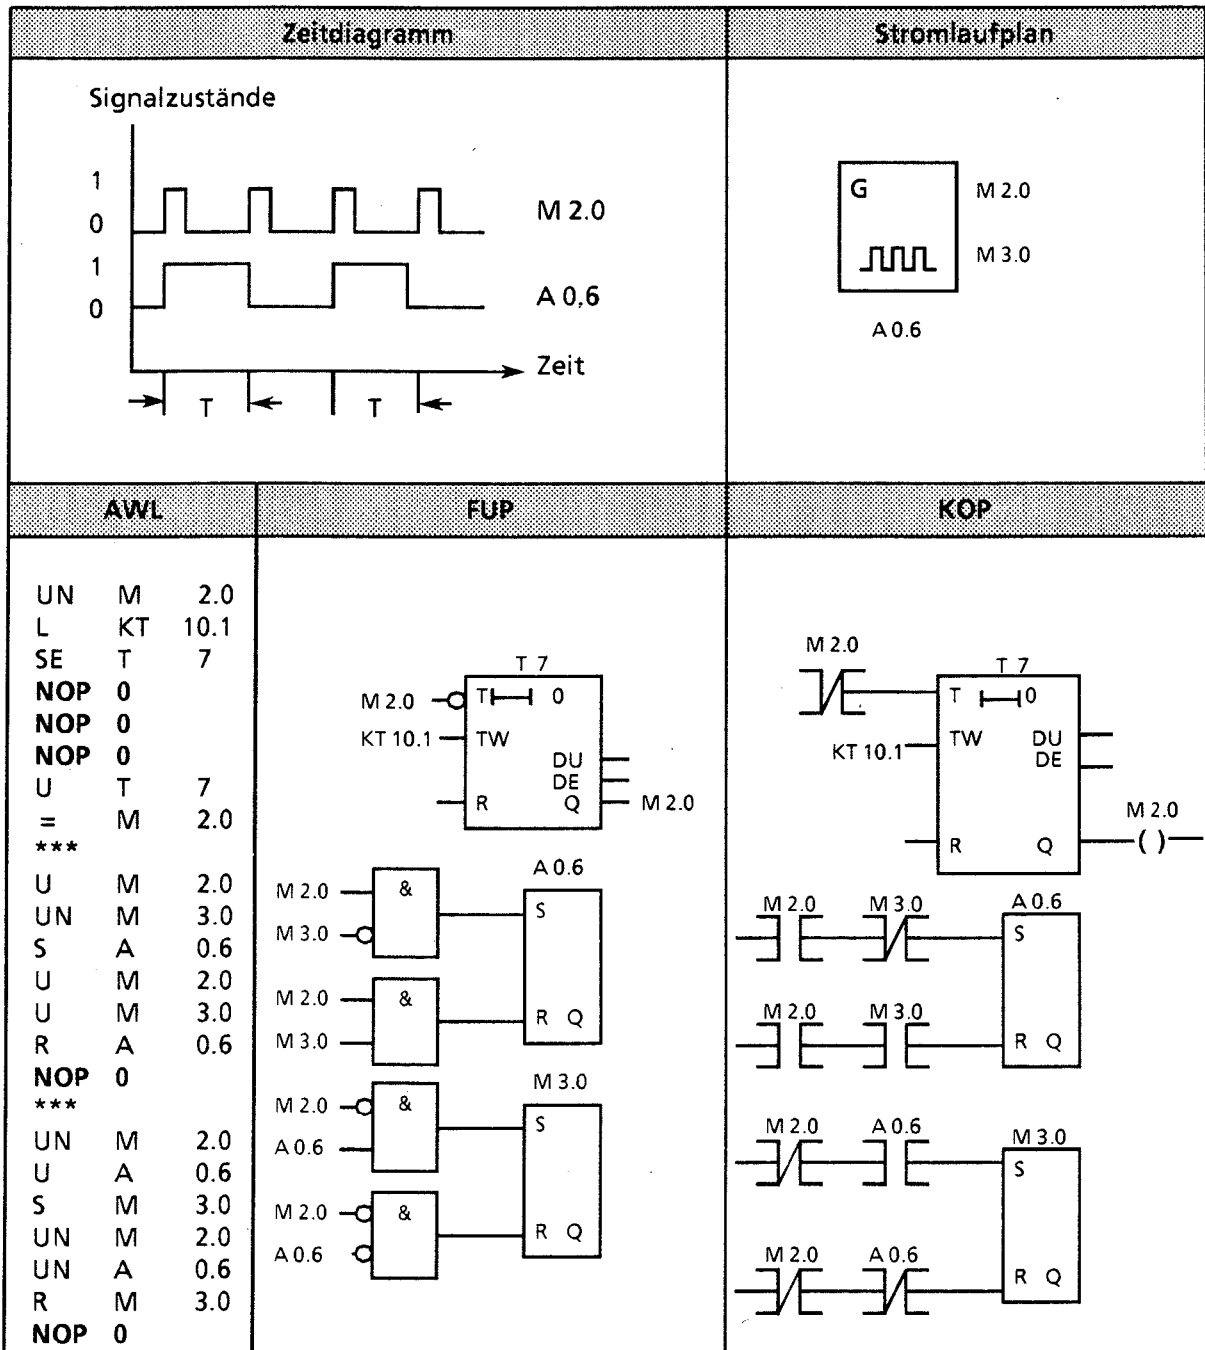 Zeitdiagramm
Stromlaufplan
Signalzustände
1
0
M 2.0
1
0
A 0,6
Zeit
T
T
G
M 2.0
M 3.0
A 0.6
AWL
FUP
KOP
UN M 2.0
L KT 10.1
SE T 7
NOP 0
NOP 0
NOP 0
U T 7
= M 2.0
***
U M 2.0
UN M 3.0
S A 0.6
U M 2.0
U M 3.0
R A 0.6
NOP 0
***
UN M 2.0
U A 0.6
S M 3.0
UN M 2.0
UN A 0.6
R M 3.0
NOP 0
T 7
M 2.0
T 0
KT 10.1
TW
DU
DE
R Q M 2.0
A 0.6
M 2.0 & S
M 3.0
M 2.0 & R Q
M 3.0
M 3.0
M 2.0 & S
A 0.6
M 2.0 & R Q
A 0.6
M 2.0
T 7
T 0
KT 10.1
TW DU
DE
M 2.0
R Q ( )
M 2.0 M 3.0 A 0.6
S
M 2.0 M 3.0
R Q
M 2.0 A 0.6 M 3.0
S
M 2.0 A 0.6
R Q